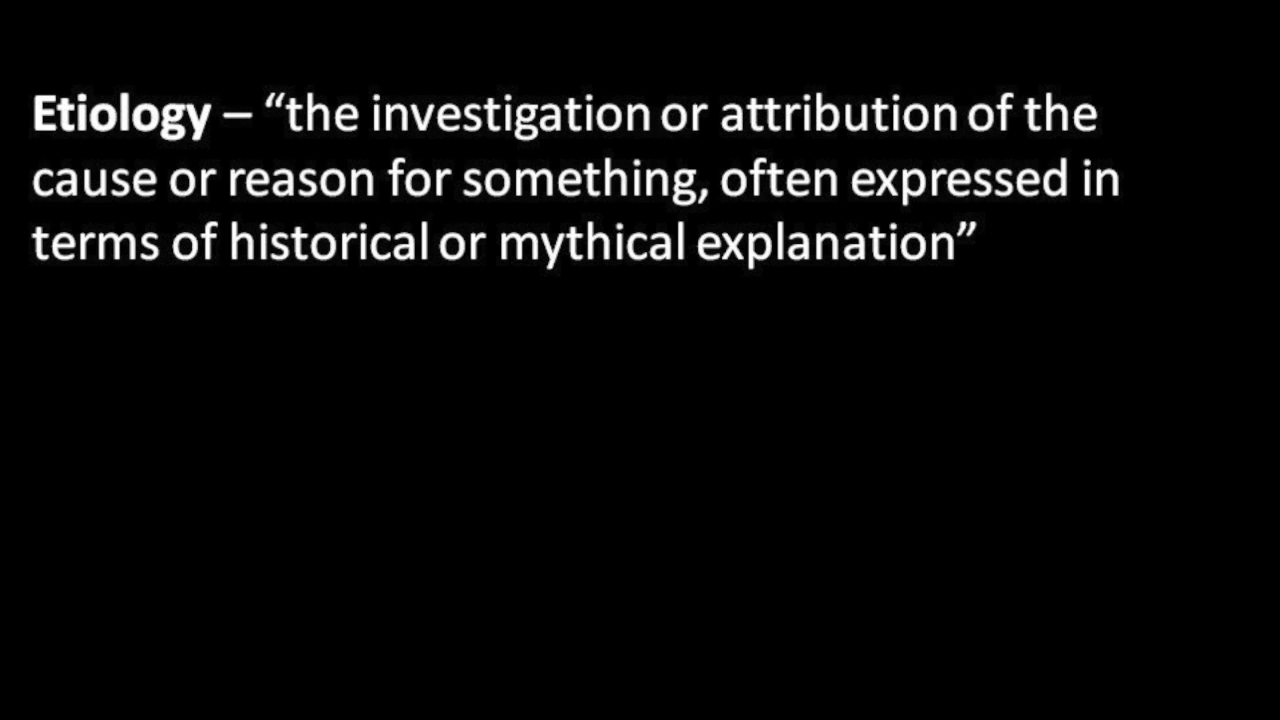 Etiology – “the investigation or attribution of the
cause or reason for something, often expressed in
terms of historical or mythical explanation”